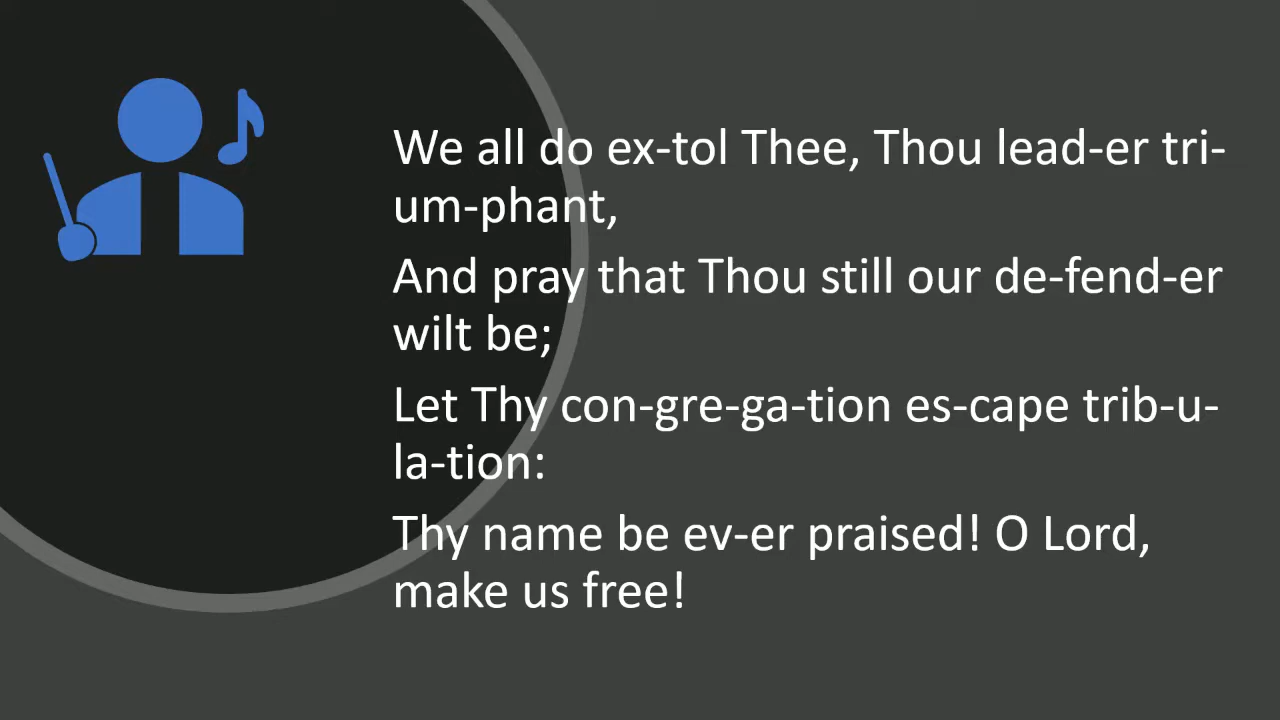 We all do ex-tol Thee, Thou lead-er tri-
um-phant,
And pray that Thou still our de-fend-er
wilt be;
Let Thy con-gre-ga-tion es-cape trib-u-
la-tion:
Thy name be ev-er praised! O Lord,
make us free!